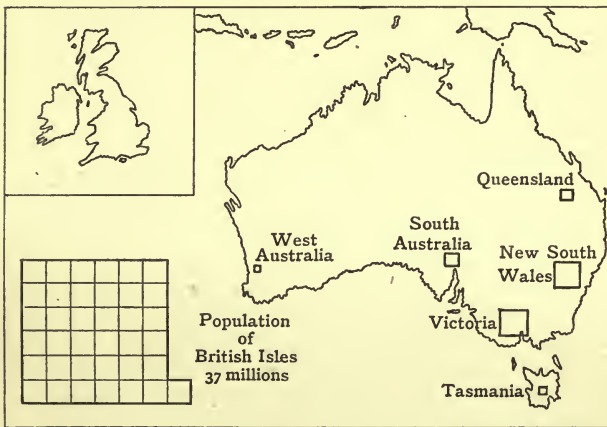 Queensland
South
Australia
West
Australia
New South
Wales
Victoria
Population
of
British Isles
37 millions
Tasmania